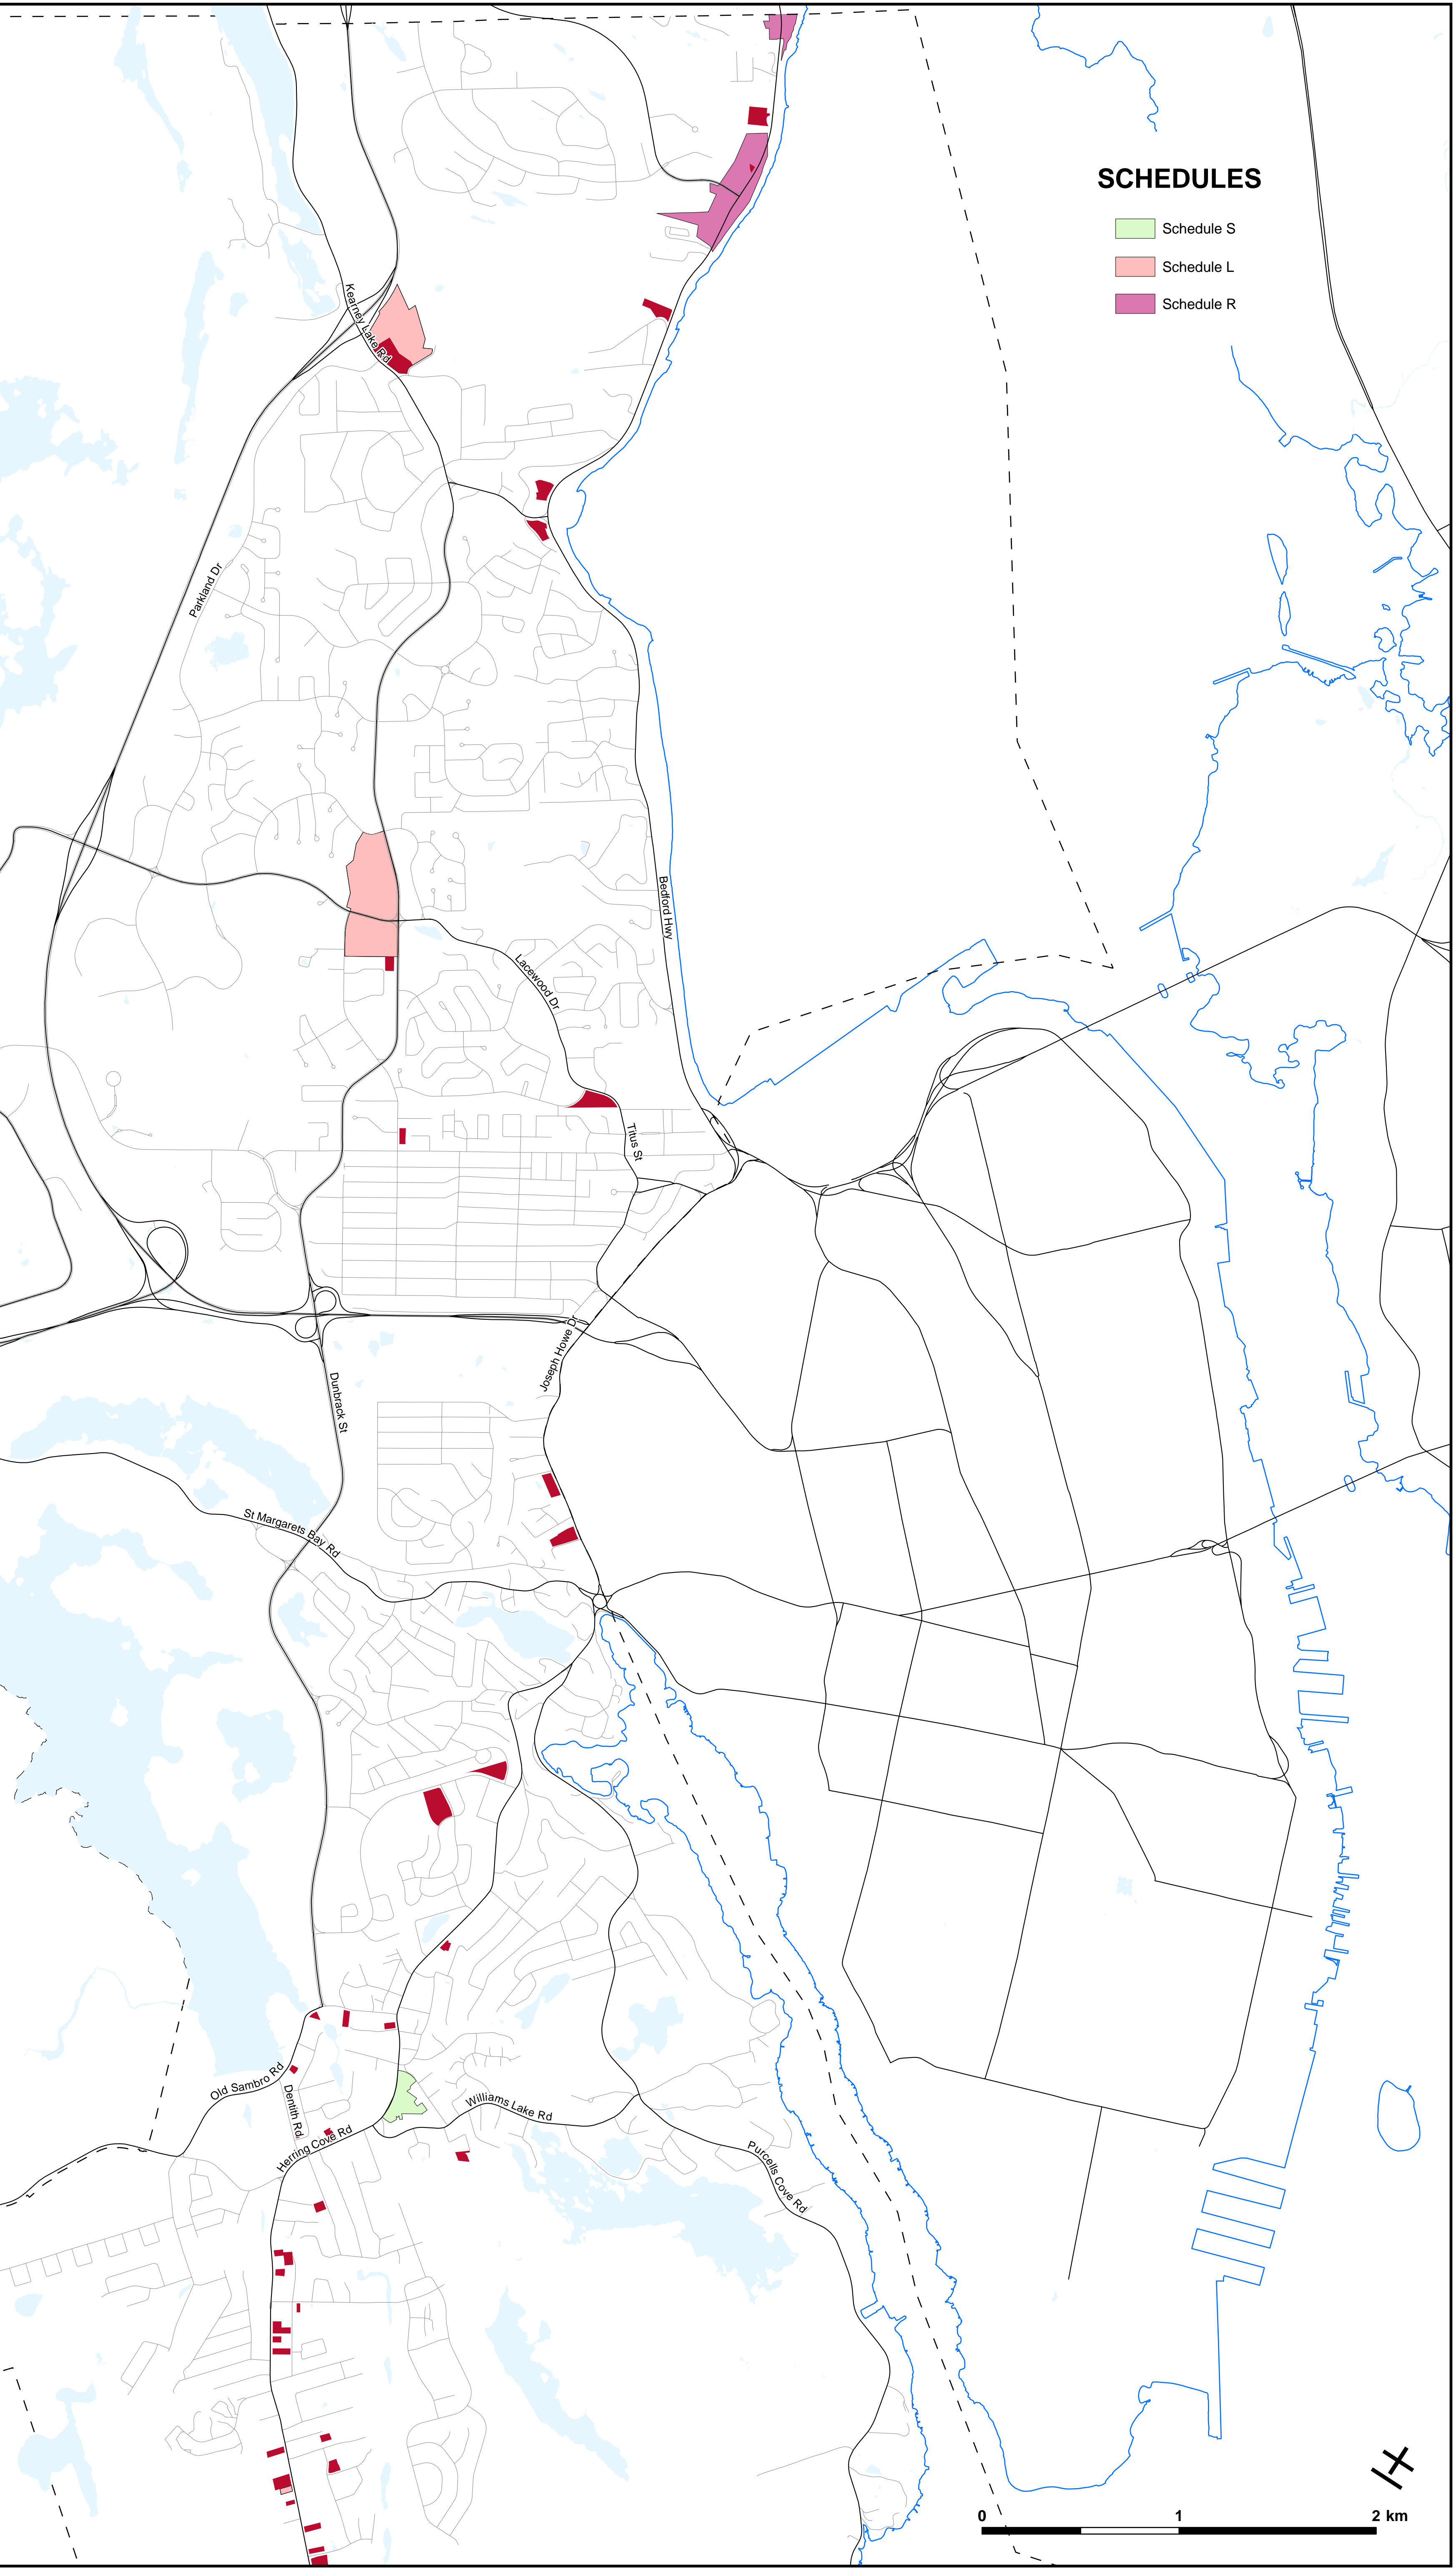 SCHEDULES
Schedule S
Schedule L
Schedule R
Kearney Lake Rd
Parkland Dr
Bedford Hwy
Lacewood Dr
Titus St
Joseph Howe Dr
Dunbrack St
St Margarets Bay Rd
Old Sambro Rd
Dentith Rd
Williams Lake Rd
Herring Cove Rd
Purcells Cove Rd
0 1 2 km